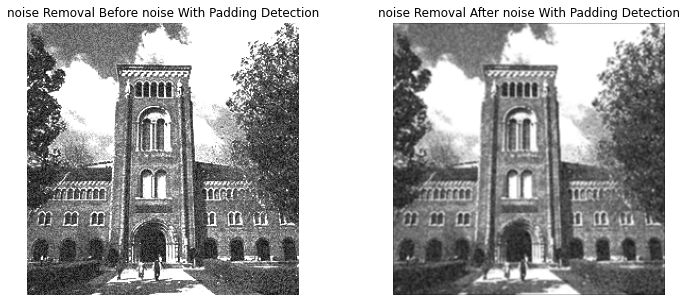 noise Removal Before noise With Padding Detection
noise Removal After noise With Padding Detection